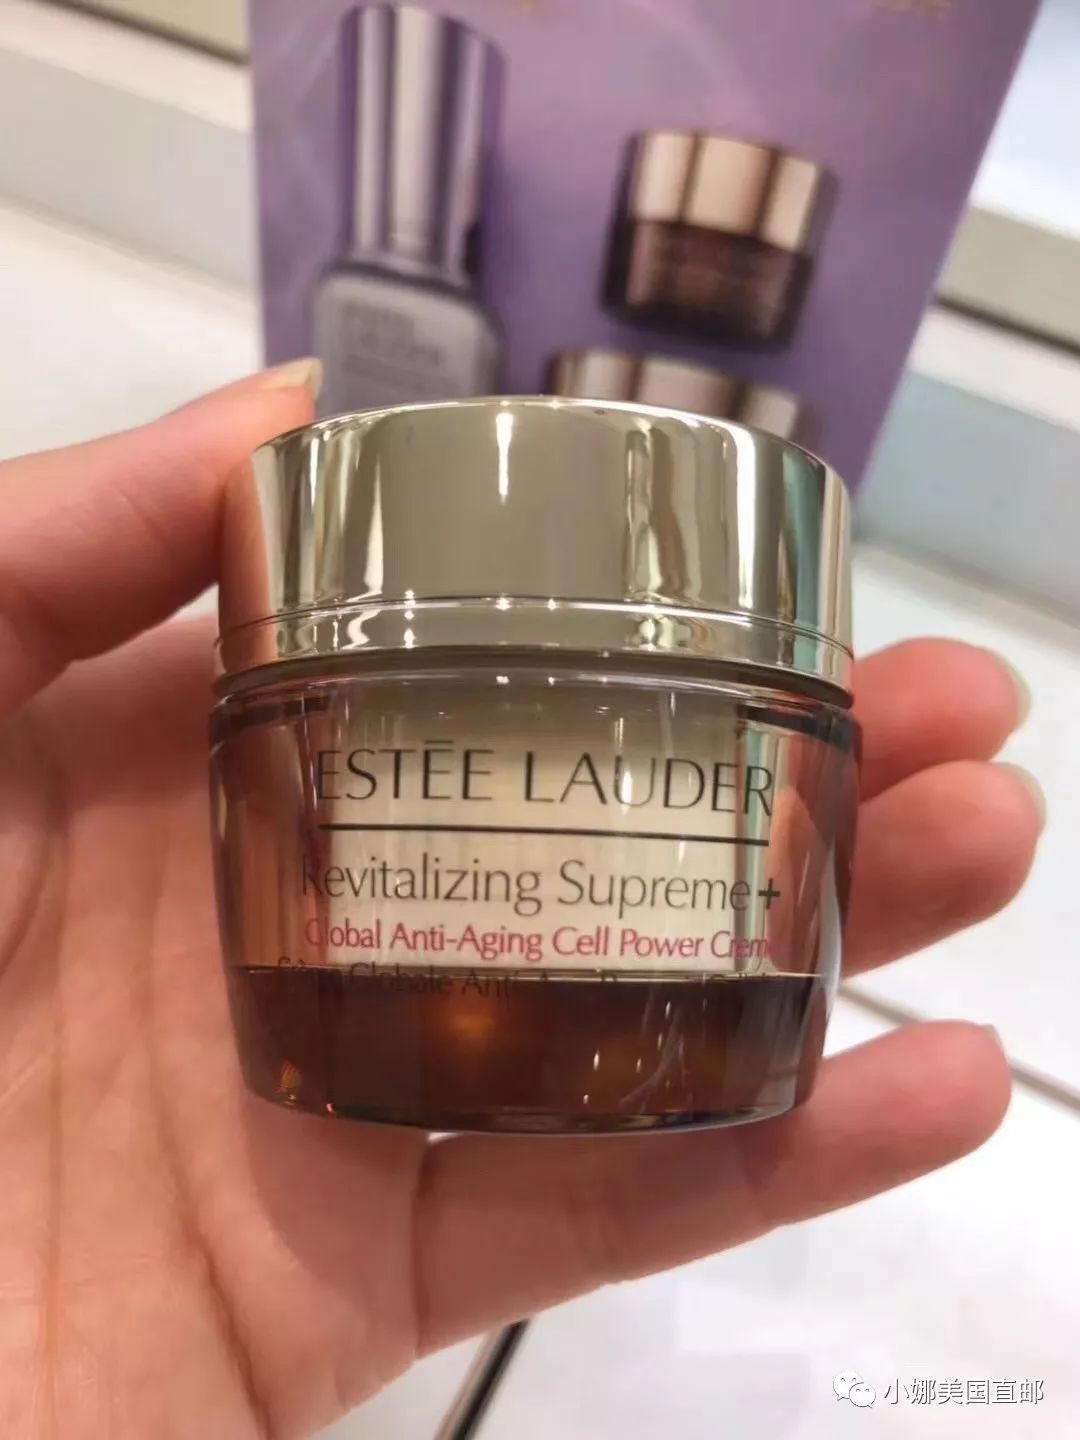 ESTĒE LAUDER
Revitalizing Supreme+
Global Anti-Aging Cell Power Creme
小娜美国直邮